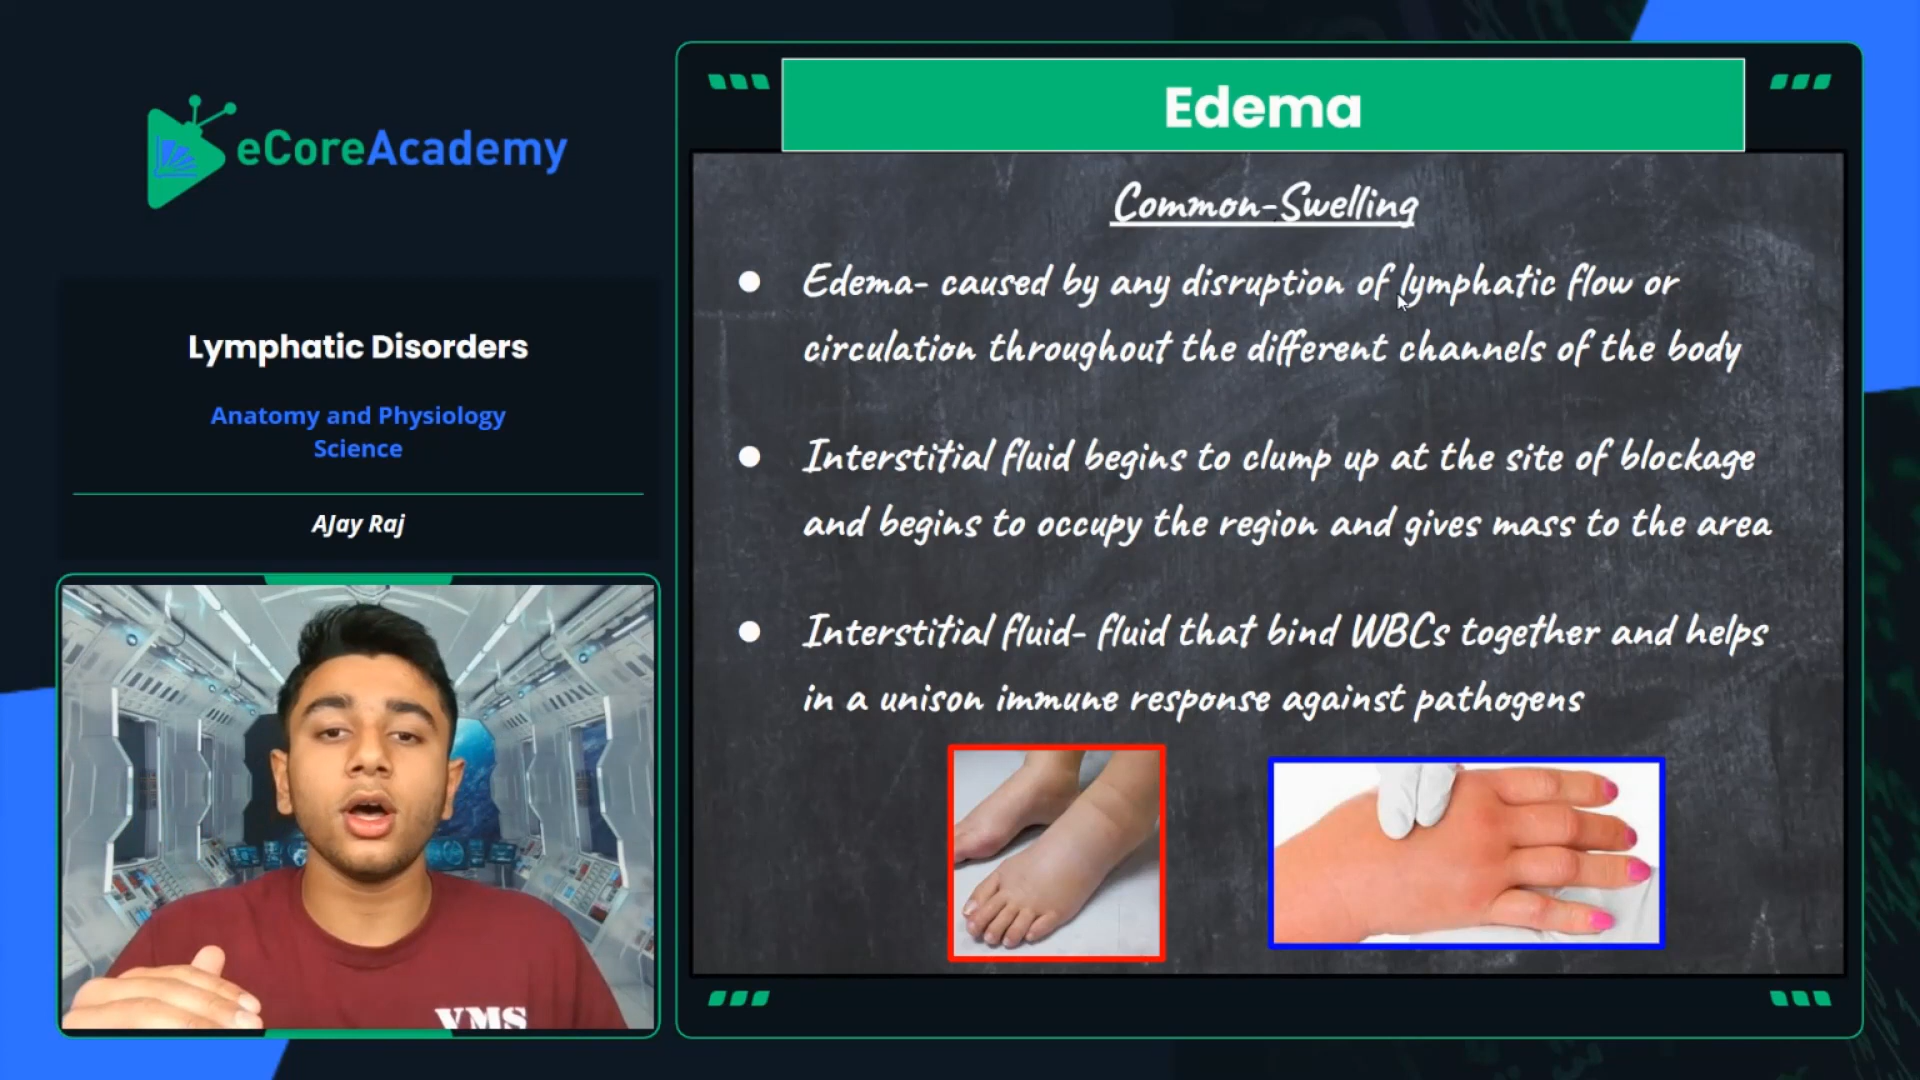 eCoreAcademy
Lymphatic Disorders
Anatomy and Physiology
Science
AJay Raj
VMS
Edema
Common-Swelling
● Edema- caused by any disruption of lymphatic flow or
circulation throughout the different channels of the body
● Interstitial fluid begins to clump up at the site of blockage
and begins to occupy the region and gives mass to the area
● Interstitial fluid- fluid that bind WBCs together and helps
in a unison immune response against pathogens